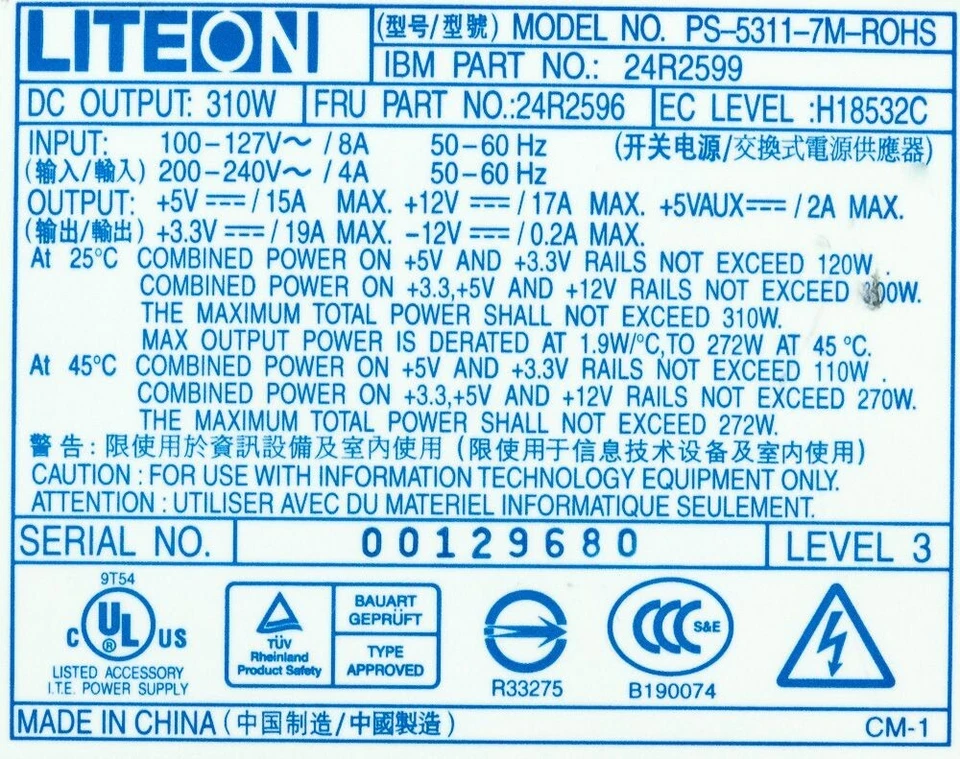 LITEON
(型号/型號) MODEL NO. PS-5311-7M-ROHS
IBM PART NO.: 24R2599
DC OUTPUT: 310W FRU PART NO.:24R2596 EC LEVEL :H18532C
INPUT: 100-127V~ /8A 50-60 Hz (开关电源/交換式電源供應器)
(输入/輸入) 200-240V~ /4A 50-60 Hz
OUTPUT: +5V ⎓ /15A MAX. +12V ⎓ /17A MAX. +5VAUX⎓ /2A MAX.
(输出/輸出) +3.3V ⎓ /19A MAX. -12V ⎓ /0.2A MAX.
At 25°C COMBINED POWER ON +5V AND +3.3V RAILS NOT EXCEED 120W .
COMBINED POWER ON +3.3,+5V AND +12V RAILS NOT EXCEED
THE MAXIMUM TOTAL POWER SHALL NOT EXCEED 310W.
MAX OUTPUT POWER IS DERATED AT 1.9W/°C,TO 272W AT 45 °C.
At 45°C COMBINED POWER ON +5V AND +3.3V RAILS NOT EXCEED 110W .
COMBINED POWER ON +3.3,+5V AND +12V RAILS NOT EXCEED 270W.
THE MAXIMUM TOTAL POWER SHALL NOT EXCEED 272W.
警告:限使用於資訊設備及室內使用 (限使用于信息技术设备及室内使用)
CAUTION : FOR USE WITH INFORMATION TECHNOLOGY EQUIPMENT ONLY.
ATTENTION : UTILISER AVEC DU MATERIEL INFORMATIQUE SEULEMENT.
SERIAL NO. 00129680 LEVEL 3
9T54
C UL ® US
LISTED ACCESSORY
I.T.E. POWER SUPPLY
TÜV
Rheinland
Product Safety
BAUART
GEPRÜFT
TYPE
APPROVED
R33275
CCC S&E
B190074
MADE IN CHINA (中国制造/中國製造) CM-1